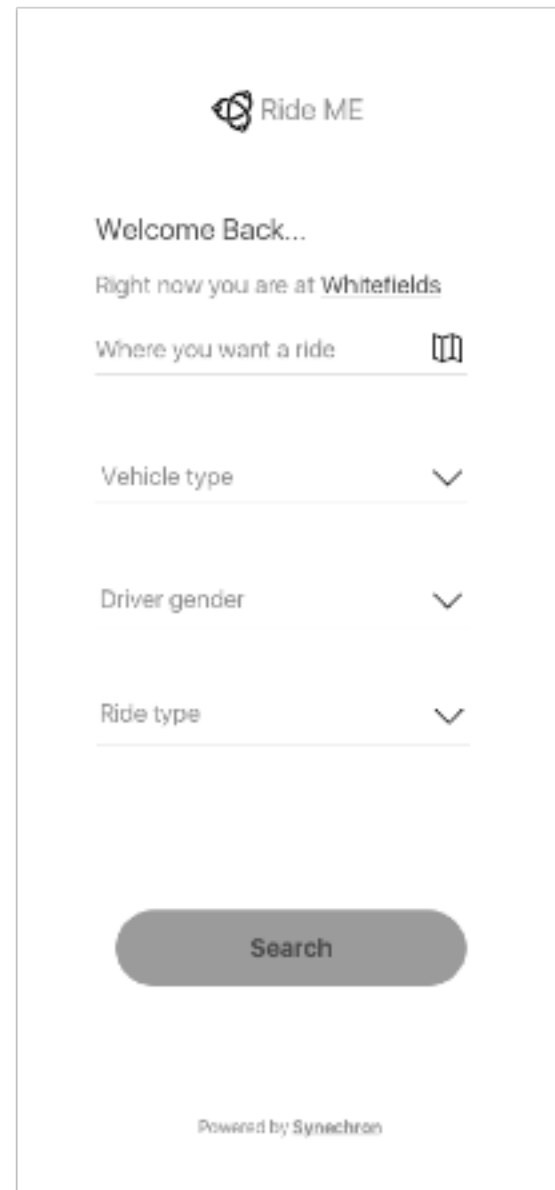 Ride ME
Welcome Back...
Right now you are at Whitefields
Where you want a ride
Vehicle type
Driver gender
Ride type
Search
Powered by Synechron